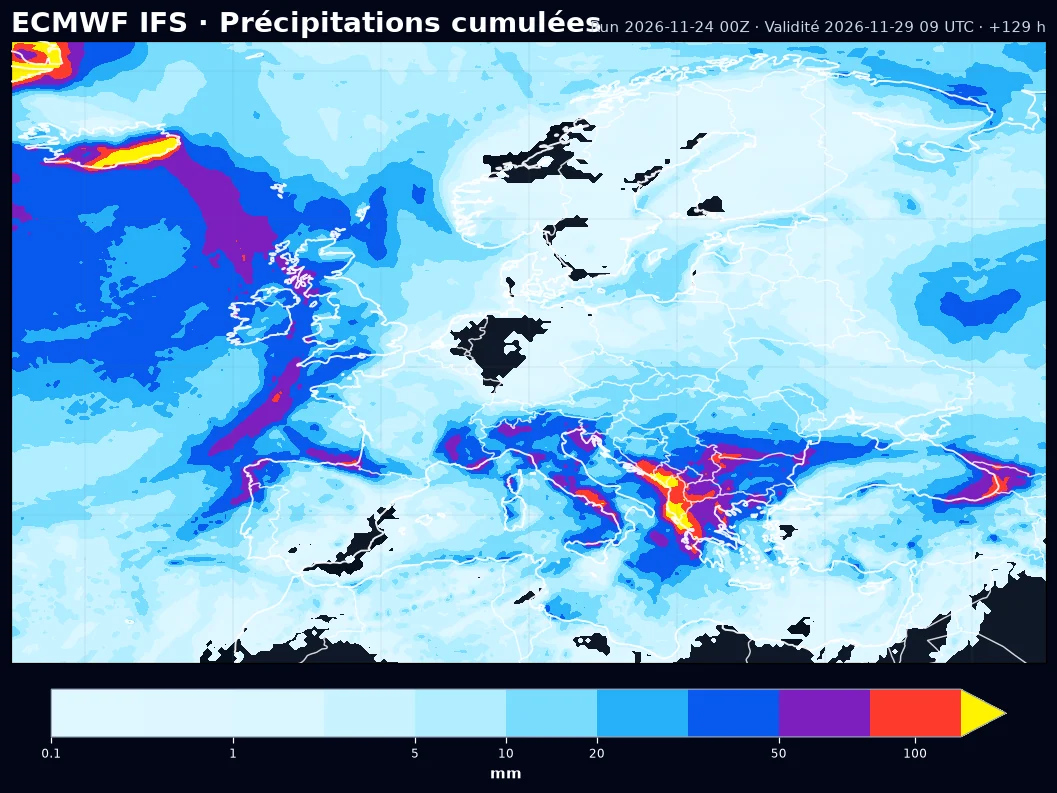 ECMWF IFS · Précipitations cumulées
Run 2026-11-24 00Z · Validité 2026-11-29 09 UTC · +129 h
0.1 1 5 10 20 50 100
mm